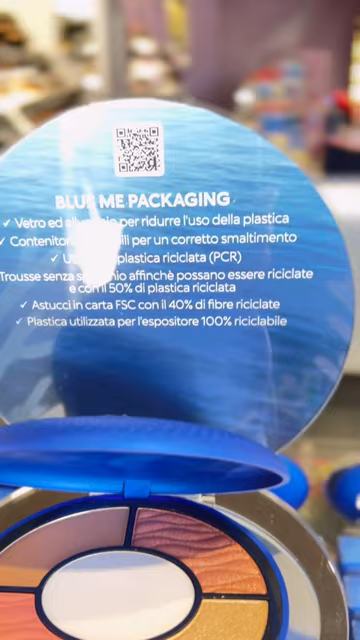 BLUE ME PACKAGING
✓ Vetro ed per ridurre l'uso della plastica
✓ per un corretto smaltimento
✓ plastica riciclata (PCR)
Trousse senza affinchè possano essere riciclate
e con il 50% di plastica riciclata
✓ Astucci in carta FSC con il 40% di fibre riciclate
✓ Plastica utilizzata per l'espositore 100% riciclabile